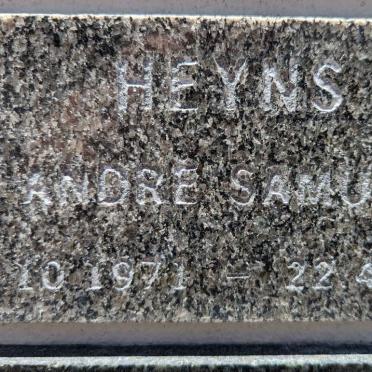 HEYNS
ANDRÉ SAMU
10 1971 - 22 4